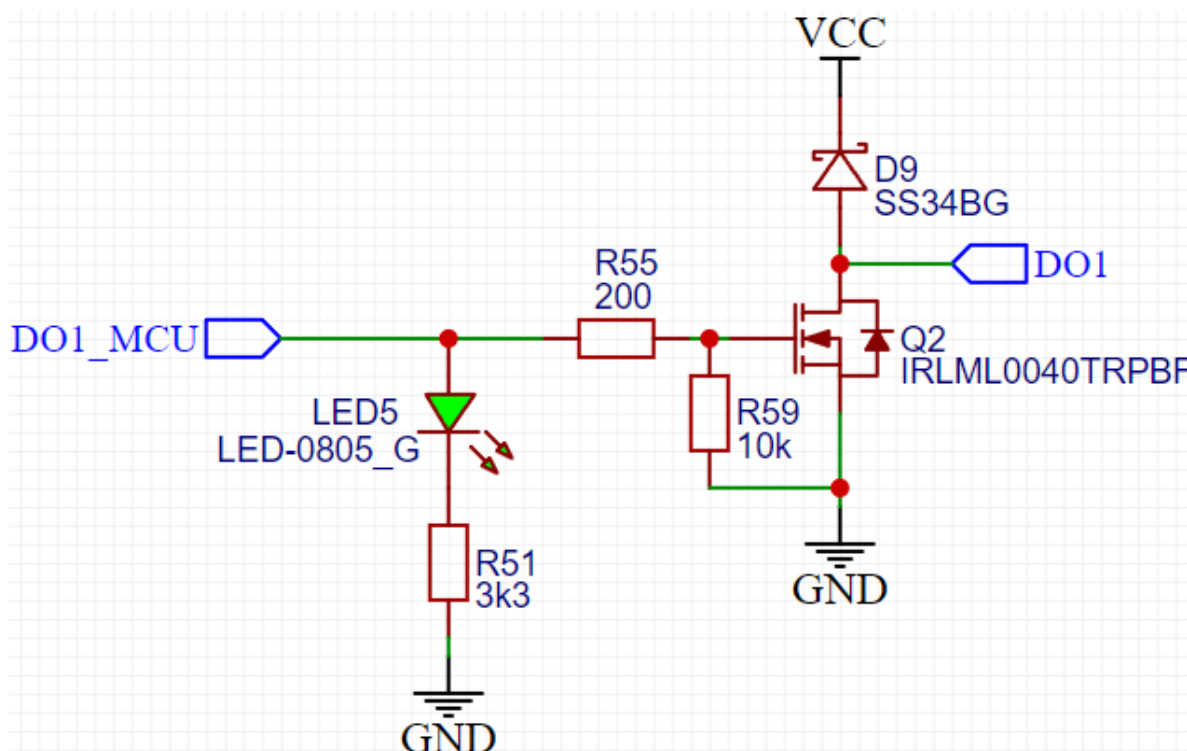 VCC
D9
SS34BG
R55
200
DO1
DO1_MCU
Q2
IRLML0040TRPBF
LED5
LED-0805_G
R59
10k
R51
3k3
GND
GND